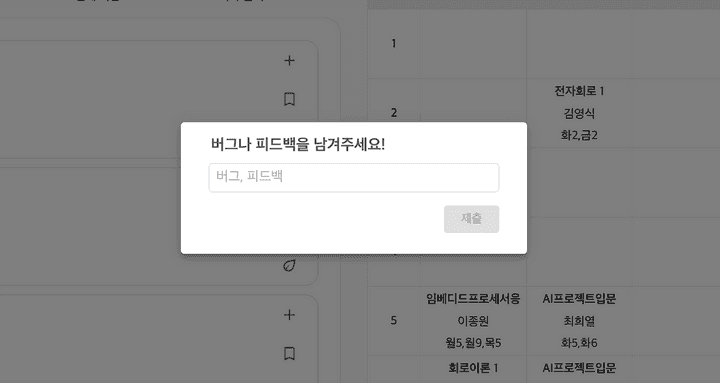 버그나 피드백을 남겨주세요!
버그, 피드백
제출
1
2
전자회로 1
김영식
화2,금2
5
임베디드프로세서응
이종원
월5,월9,목5
AI프로젝트입문
최희열
화5,화6
회로이론 1
AI프로젝트입문